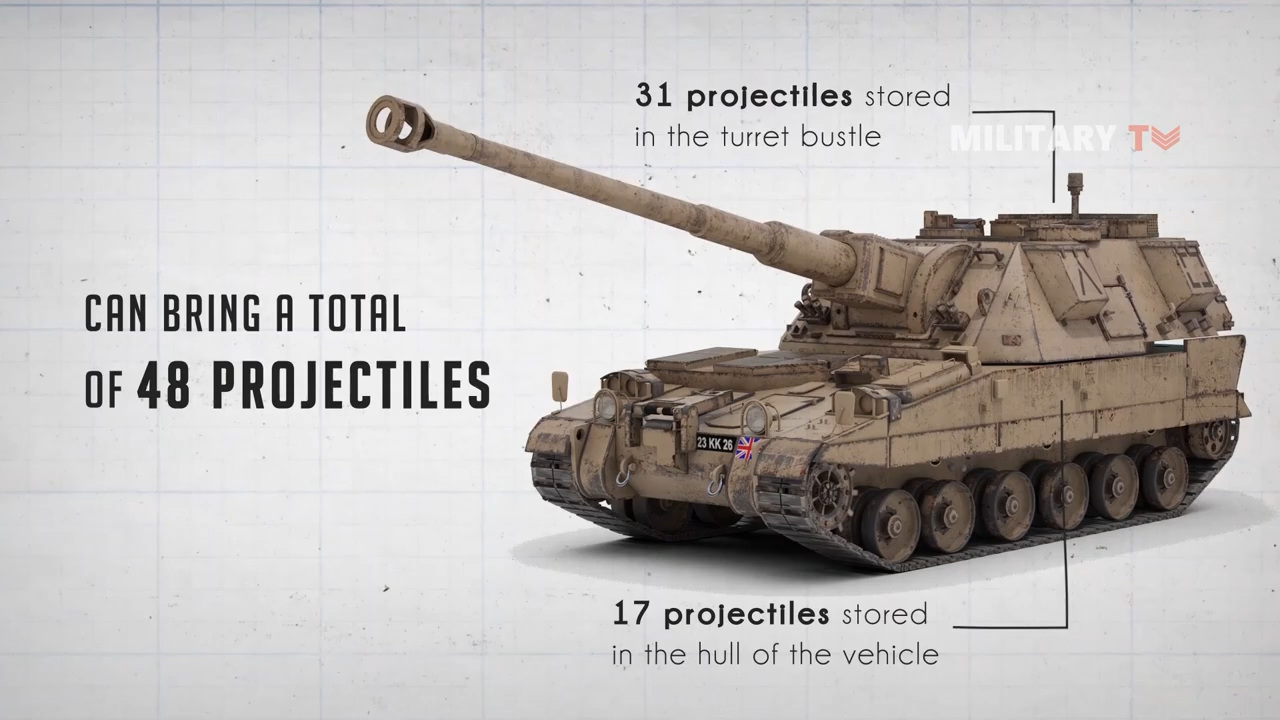 31 projectiles stored
in the turret bustle
MILITARY TV
CAN BRING A TOTAL
OF 48 PROJECTILES
23 KK 26
17 projectiles stored
in the hull of the vehicle